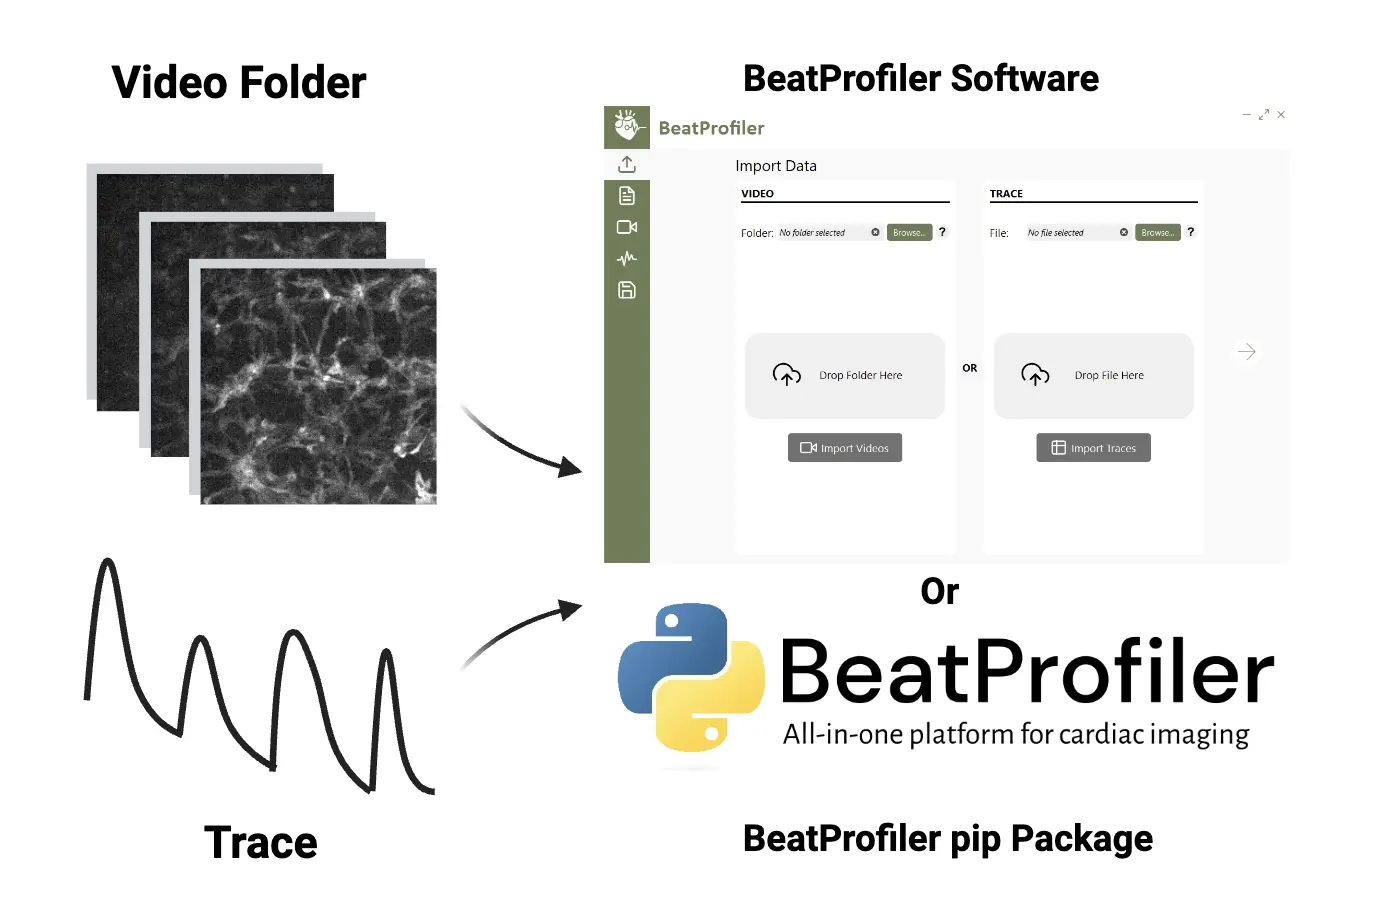 Video Folder
BeatProfiler Software
BeatProfiler
Import Data
VIDEO
Folder: No folder selected Browse.. ?
TRACE
File: No file selected Browse.. ?
Drop Folder Here
OR
Drop File Here
Import Videos
Import Traces
Or
BeatProfiler
All-in-one platform for cardiac imaging
Trace
BeatProfiler pip Package